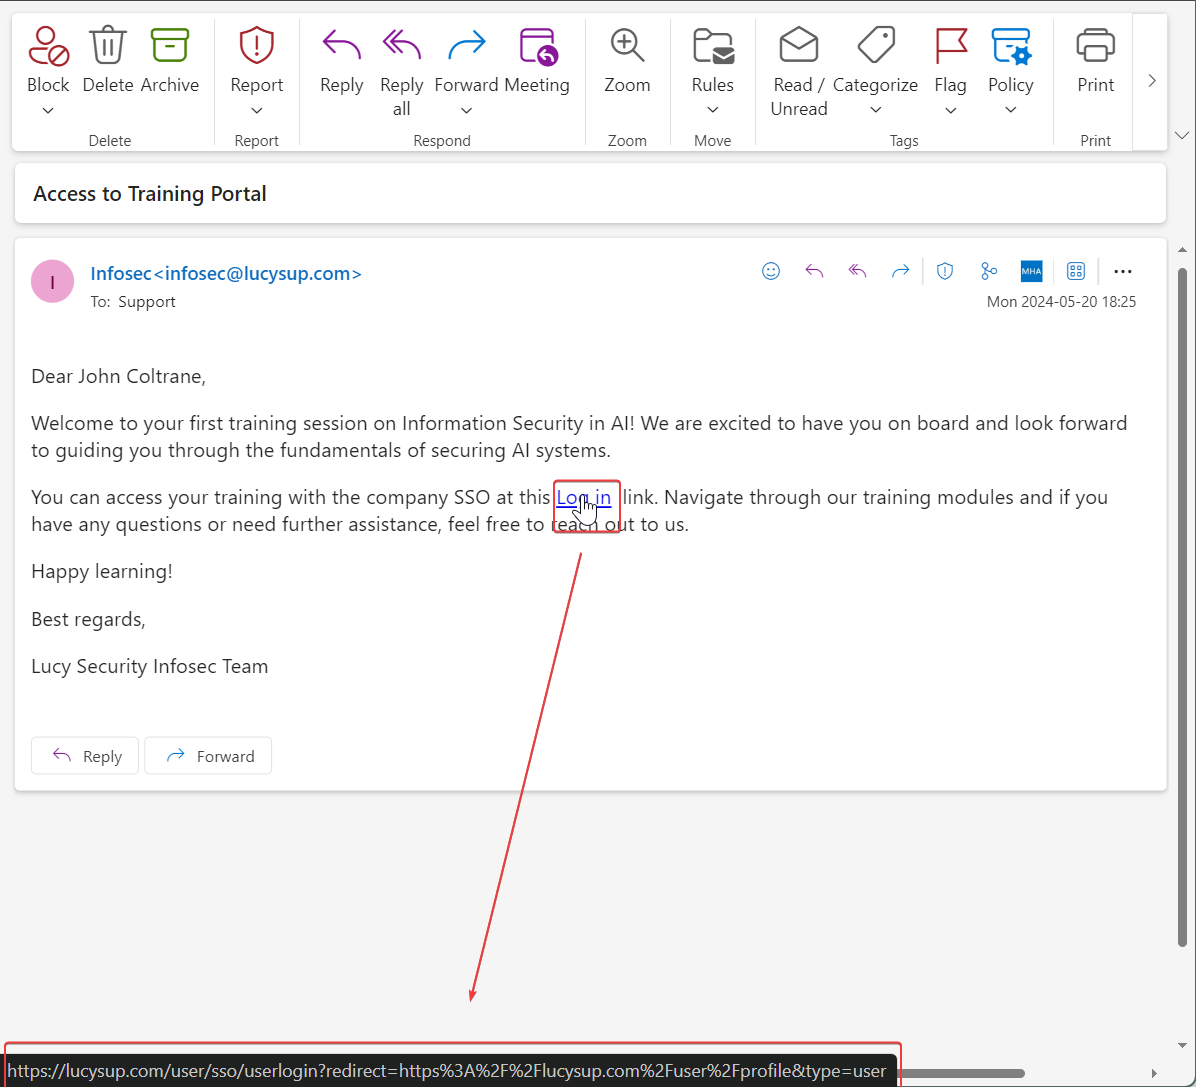 Block
Delete
Archive
Report
Reply
Reply all
Forward
Meeting
Zoom
Rules
Read / Unread
Categorize
Flag
Policy
Print
Delete
Report
Respond
Zoom
Move
Tags
Print
Access to Training Portal
I
Infosec<infosec@lucysup.com>
MHA
To: Support
Mon 2024-05-20 18:25
Dear John Coltrane,
Welcome to your first training session on Information Security in AI! We are excited to have you on board and look forward
to guiding you through the fundamentals of securing AI systems.
You can access your training with the company SSO at this Log in link. Navigate through our training modules and if you
have any questions or need further assistance, feel free to reach out to us.
Happy learning!
Best regards,
Lucy Security Infosec Team
Reply
Forward
https://lucysup.com/user/sso/userlogin?redirect=https%3A%2F%2Flucysup.com%2Fuser%2Fprofile&type=user